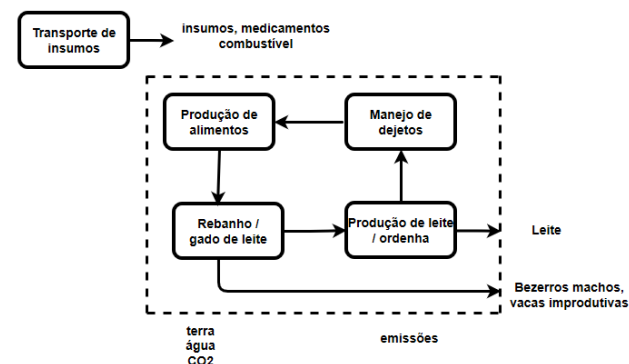 Transporte de
insumos
insumos, medicamentos
combustível
Produção de
alimentos
Manejo de
dejetos
Rebanho /
gado de leite
Produção de leite
/ ordenha
Leite
Bezerros machos,
vacas improdutivas
terra
água
CO2
emissões